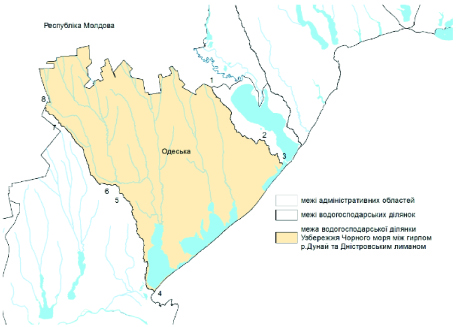 Республіка Молдова
1
8
7
2
Одеська
3
6
5
4
межі адміністративних областей
межі водогосподарських ділянок
межа водогосподарської ділянки
Узбережжя Чорного моря між гирлом
р.Дунай та Дністровським лиманом